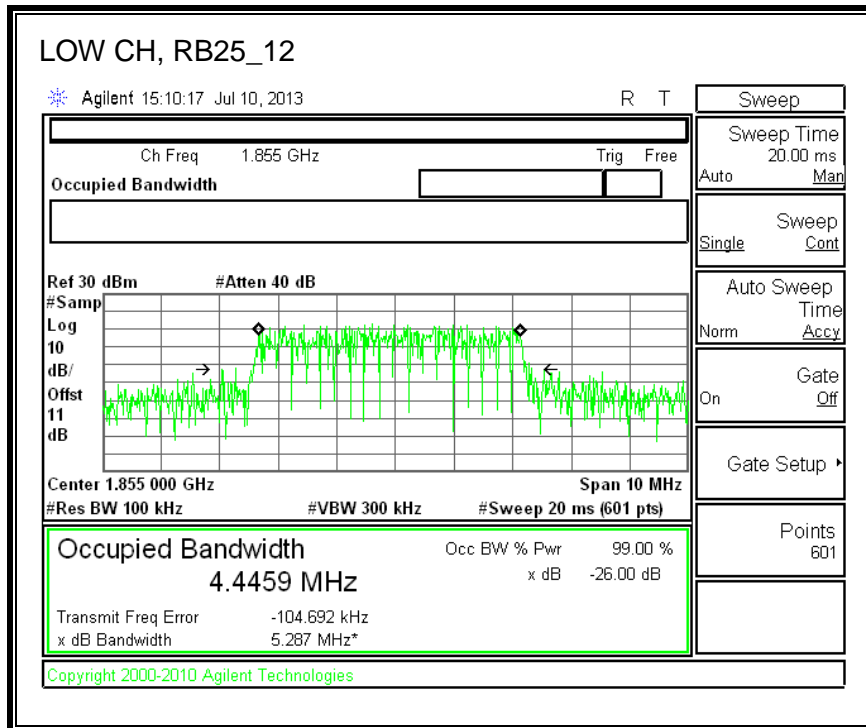 LOW CH, RB25_12
Agilent 15:10:17 Jul 10, 2013 R T
Ch Freq 1.855 GHz Trig Free
Occupied Bandwidth
Ref 30 dBm #Atten 40 dB
#Samp
Log
10
dB/
Offst
11
dB
Center 1.855 000 GHz Span 10 MHz
#Res BW 100 kHz #VBW 300 kHz #Sweep 20 ms (601 pts)
Occupied Bandwidth Occ BW % Pwr 99.00 %
4.4459 MHz x dB -26.00 dB
Transmit Freq Error -104.692 kHz
x dB Bandwidth 5.287 MHz*
Copyright 2000-2010 Agilent Technologies
Sweep
Sweep Time
20.00 ms
Auto Man
Sweep
Single Cont
Auto Sweep
Time
Norm Accy
Gate
On Off
Gate Setup
Points
601